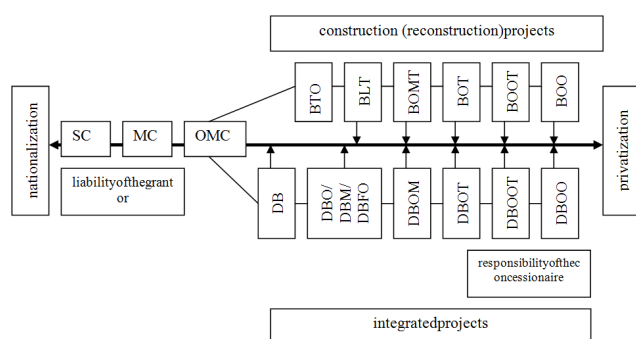 construction (reconstruction)projects
BTO
BLT
BOMT
BOT
BOOT
BOO
nationalization
SC
MC
OMC
privatization
liabilityofthegrant
or
DB
DBO/
DBM/
DBFO
DBOM
DBOT
DBOOT
DBOO
responsibilityofthec
oncessionaire
integratedprojects